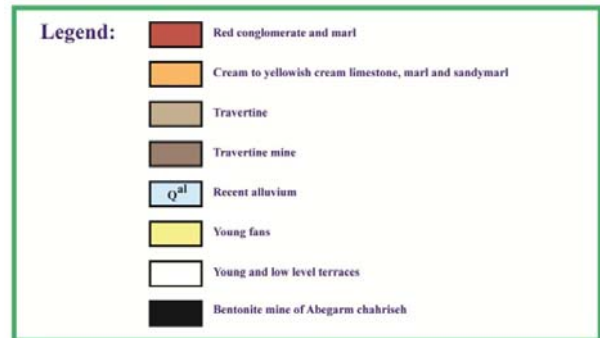 Legend:
Red conglomerate and marl
Cream to yellowish cream limestone, marl and sandymarl
Travertine
Travertine mine
Qal Recent alluvium
Young fans
Young and low level terraces
Bentonite mine of Abegarm chahriseh